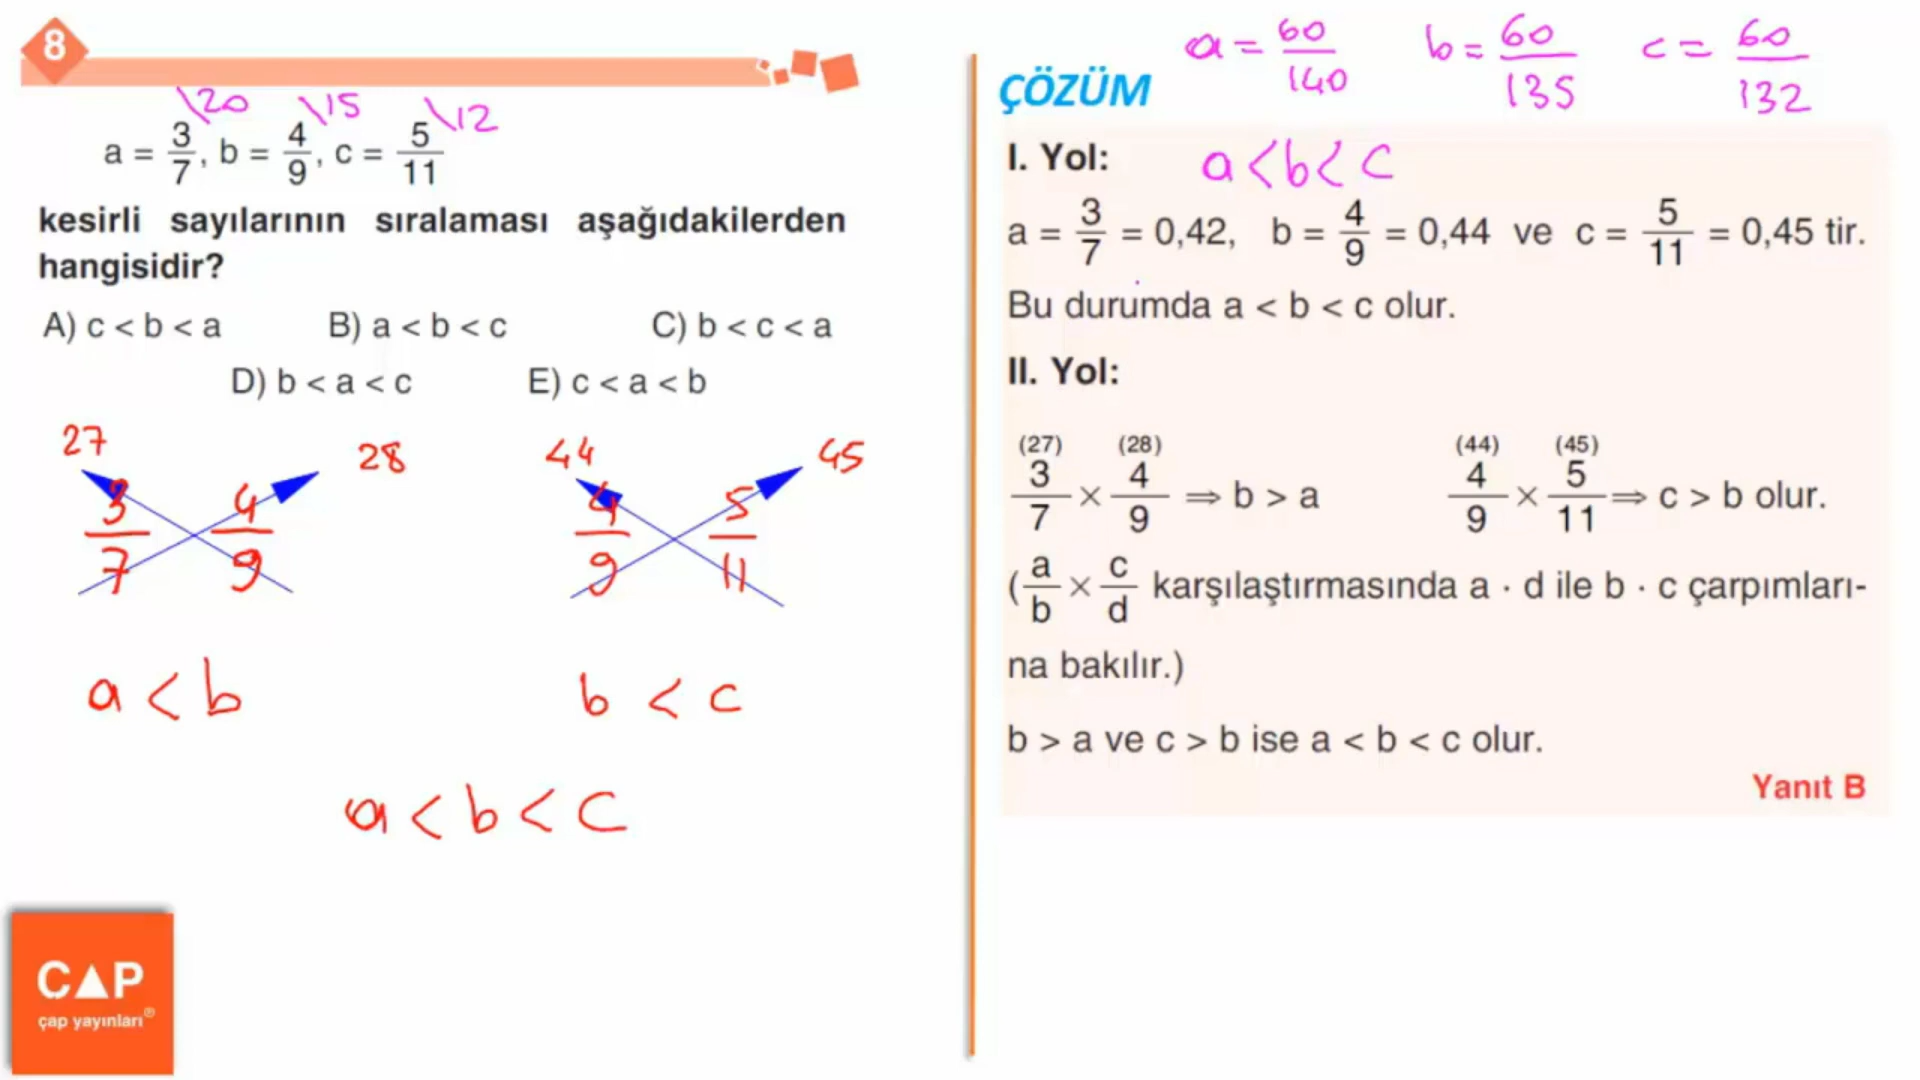 8
\20 \15 \12
a = 3/7, b = 4/9, c = 5/11
kesirli sayılarının sıralaması aşağıdakilerden
hangisidir?
A) c < b < a B) a < b < c C) b < c < a
D) b < a < c E) c < a < b
27 28
3/7 4/9
a < b
44 45
4/9 5/11
b < c
a < b < c
CAP
çap yayınları®
a = 60/140 b = 60/135 c = 60/132
ÇÖZÜM
I. Yol: a < b < c
a = 3/7 = 0,42, b = 4/9 = 0,44 ve c = 5/11 = 0,45 tir.
Bu durumda a < b < c olur.
II. Yol:
(27) (28) (44) (45)
3/7 × 4/9 ⇒ b > a 4/9 × 5/11 ⇒ c > b olur.
(a/b × c/d karşılaştırmasında a · d ile b · c çarpımları-
na bakılır.)
b > a ve c > b ise a < b < c olur.
Yanıt B